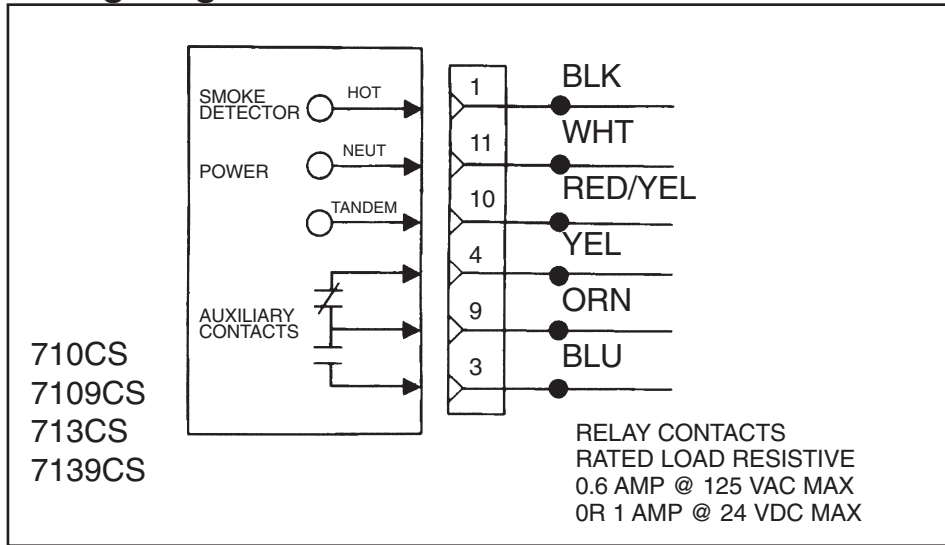 SMOKE
DETECTOR
HOT
POWER
NEUT
TANDEM
AUXILIARY
CONTACTS
1
BLK
11
WHT
10
RED/YEL
4
YEL
9
ORN
3
BLU
710CS
7109CS
713CS
7139CS
RELAY CONTACTS
RATED LOAD RESISTIVE
0.6 AMP @ 125 VAC MAX
0R 1 AMP @ 24 VDC MAX